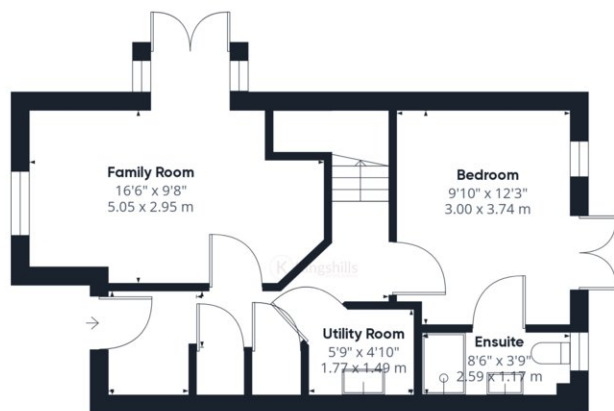 Family Room
16'6" x 9'8"
5.05 x 2.95 m
Bedroom
9'10" x 12'3"
3.00 x 3.74 m
K
ngshills
Utility Room
5'9" x 4'10"
1.77 x 1.49 m
Ensuite
8'6" x 3'9"
2.59 x 1.17 m